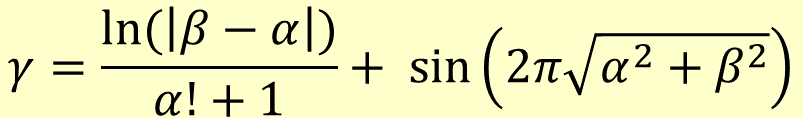 γ = ln(|β − α|) / (α! + 1) + sin(2π√(α² + β²))